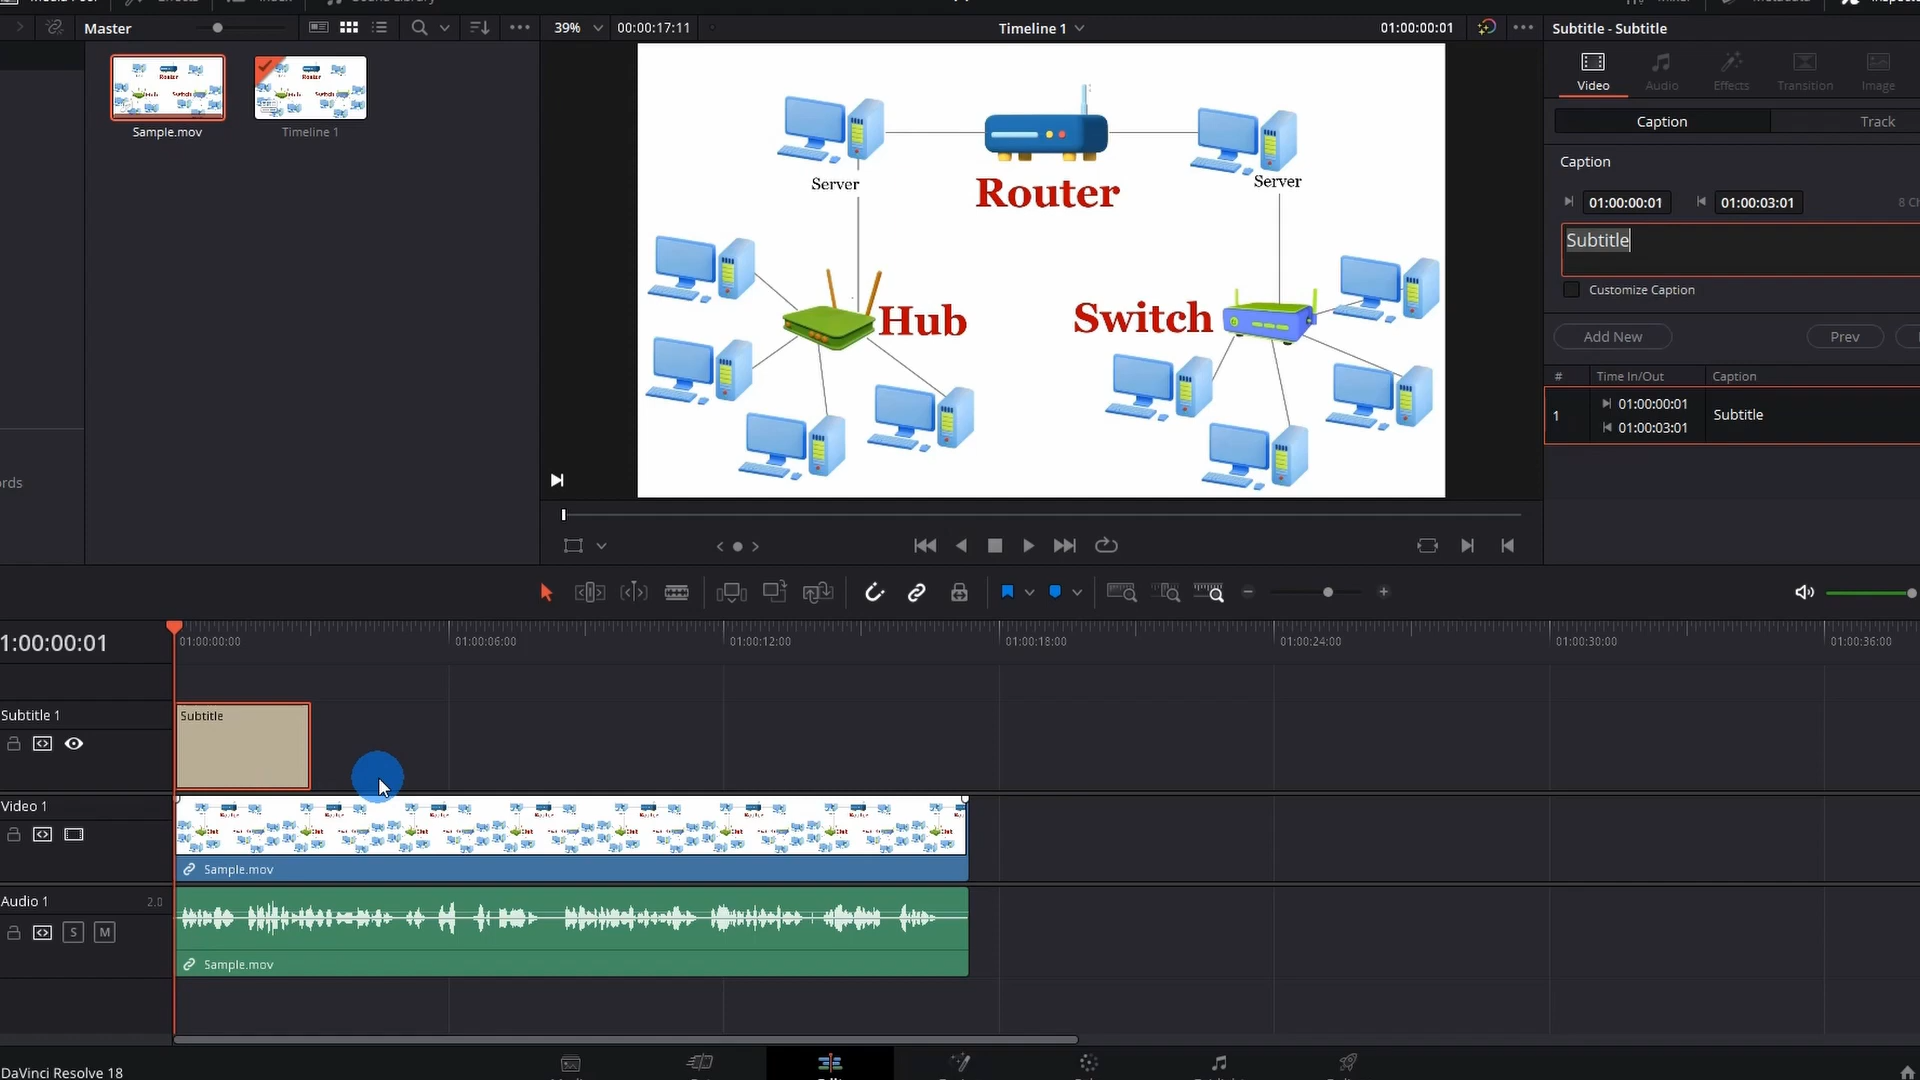 Master
39%
00:00:17:11
Timeline 1
01:00:00:01
Subtitle - Subtitle
Sample.mov
Timeline 1
Server
Router
Server
Hub
Switch
Video
Audio
Effects
Transition
Image
Caption
Track
Caption
01:00:00:01
01:00:03:01
8 Ch
Subtitle
Customize Caption
Add New
Prev
# Time In/Out Caption
1
01:00:00:01
01:00:03:01
Subtitle
ords
1:00:00:01
01:00:00:00
01:00:06:00
01:00:12:00
01:00:18:00
01:00:24:00
01:00:30:00
01:00:36:00
Subtitle 1
Subtitle
Video 1
Sample.mov
Audio 1
2.0
S
M
Sample.mov
DaVinci Resolve 18